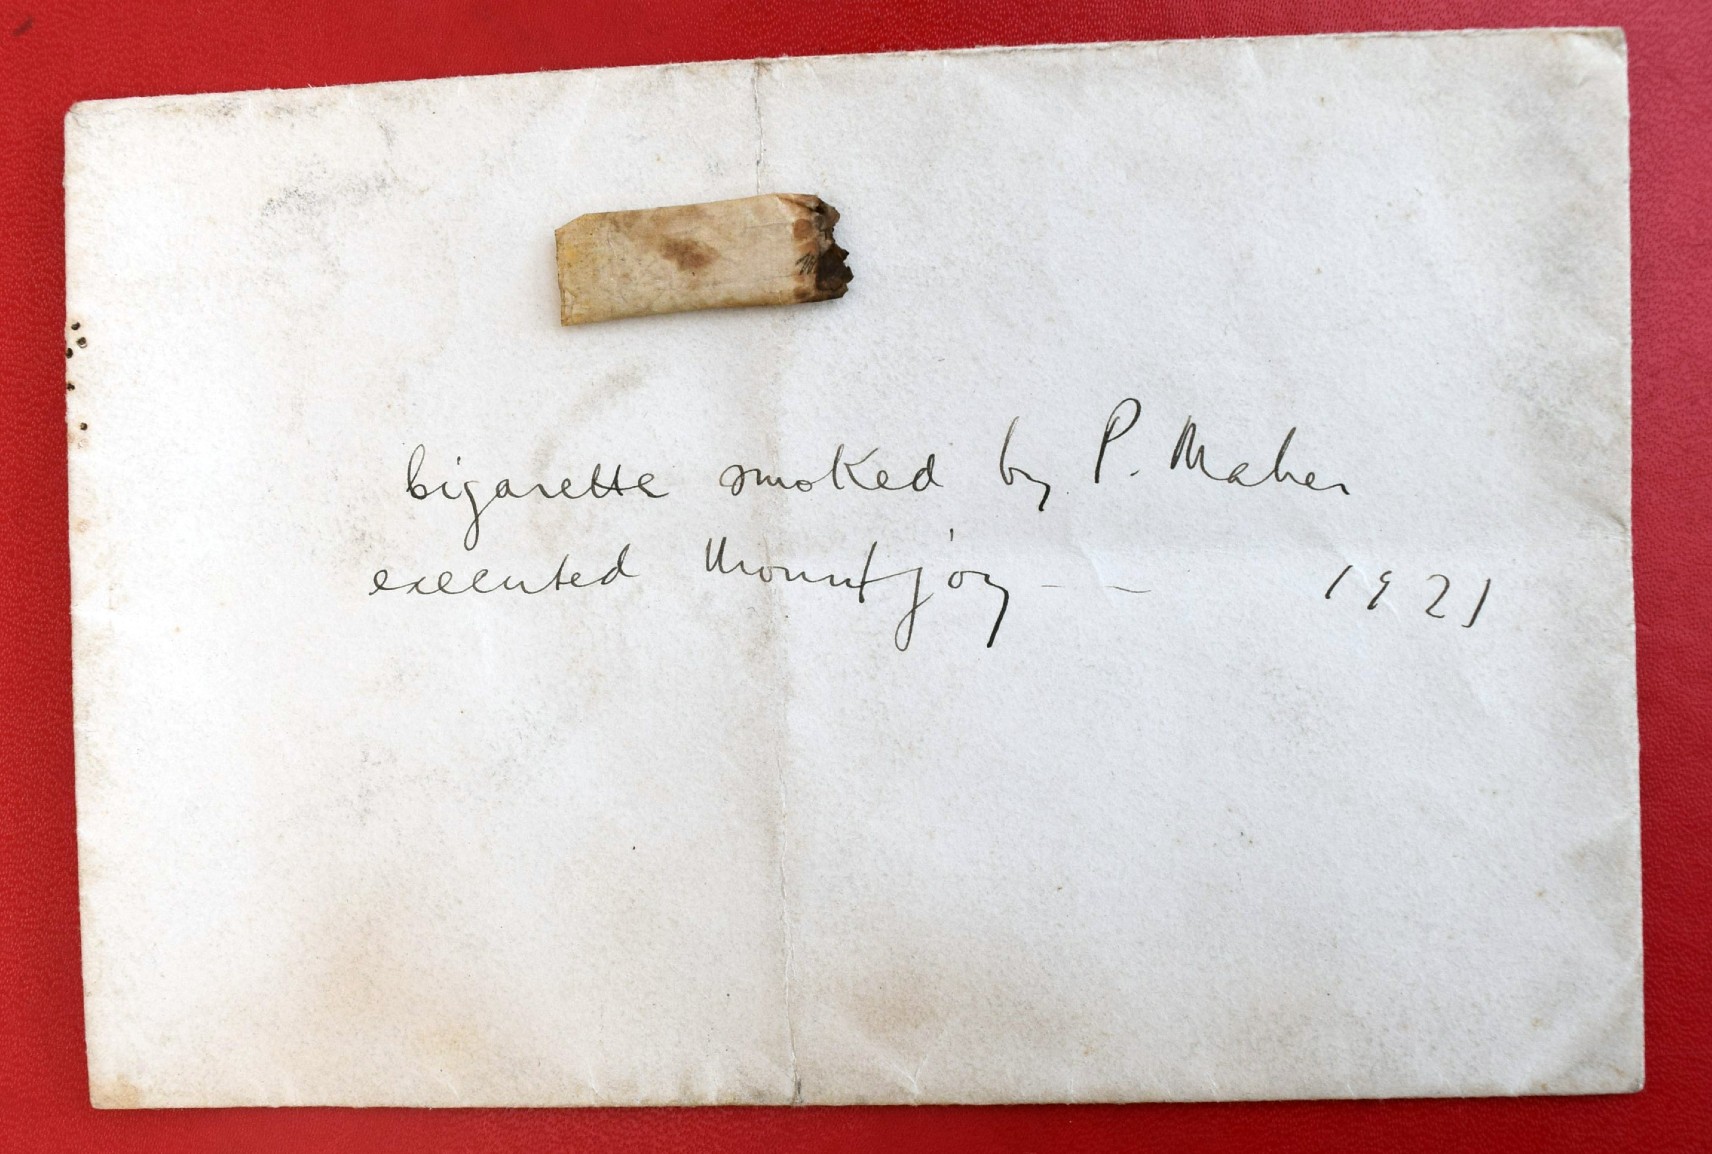 Cigarette smoked by P. Maher
executed Mountjoy - - 1921